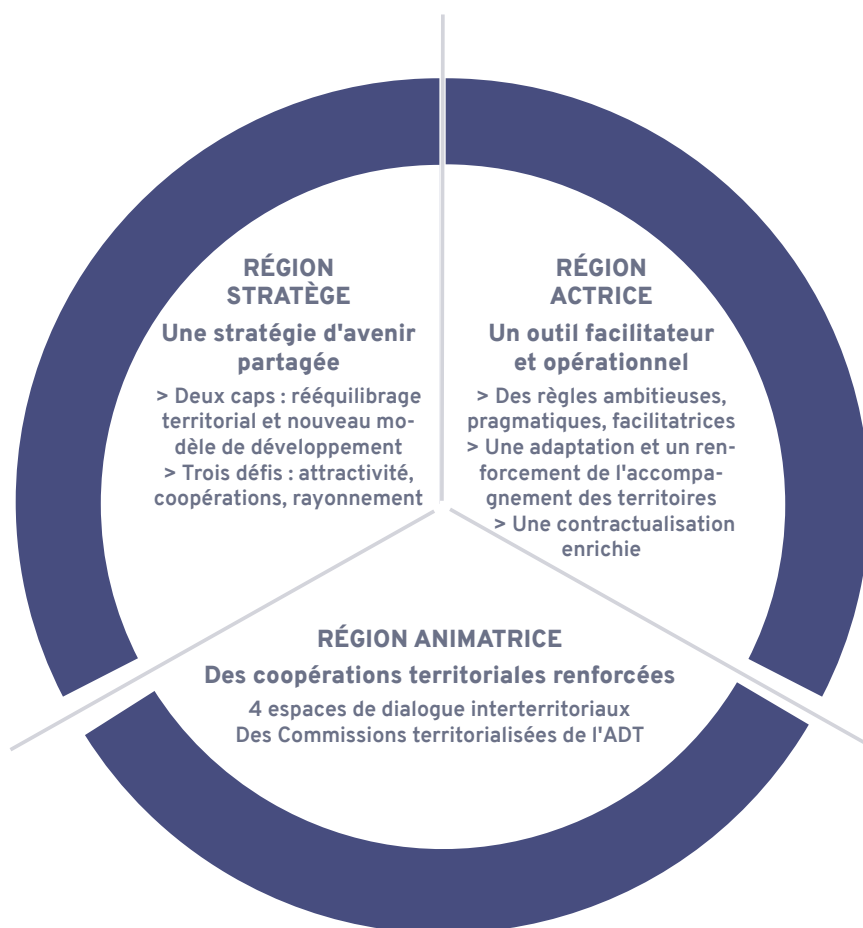 RÉGION
STRATÈGE
Une stratégie d'avenir
partagée
> Deux caps : rééquilibrage
territorial et nouveau mo-
dèle de développement
> Trois défis : attractivité,
coopérations, rayonnement
RÉGION
ACTRICE
Un outil facilitateur
et opérationnel
> Des règles ambitieuses,
pragmatiques, facilitatrices
> Une adaptation et un ren-
forcement de l'accompa-
gnement des territoires
> Une contractualisation
enrichie
RÉGION ANIMATRICE
Des coopérations territoriales renforcées
4 espaces de dialogue interterritoriaux
Des Commissions territorialisées de l'ADT